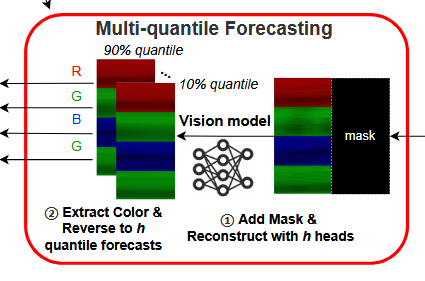 Multi-quantile Forecasting
90% quantile
R
...
10% quantile
G
B
Vision model
mask
G
② Extract Color &
Reverse to h
quantile forecasts
① Add Mask &
Reconstruct with h heads